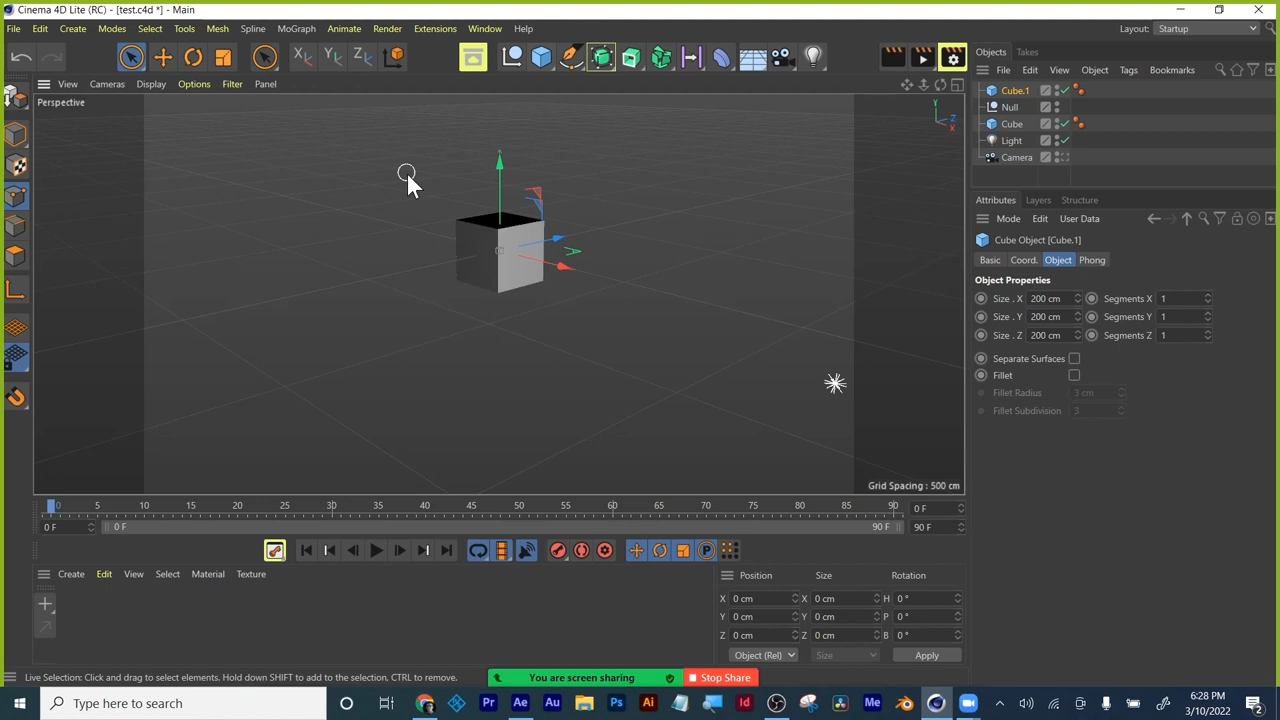 Cinema 4D Lite (RC) - [test.c4d *] - Main
File Edit Create Modes Select Tools Mesh Spline MoGraph Animate Render Extensions Window Help Layout: Startup
X Y Z
Objects Takes
File Edit View Object Tags Bookmarks
View Cameras Display Options Filter Panel
Perspective
Y
Z
X
Cube.1
Null
Cube
Light
Camera
Attributes Layers Structure
Mode Edit User Data
Cube Object [Cube.1]
Basic Coord. Object Phong
Object Properties
Size . X 200 cm Segments X 1
Size . Y 200 cm Segments Y 1
Size . Z 200 cm Segments Z 1
Separate Surfaces
Fillet
Fillet Radius 3 cm
Fillet Subdivision 3
Grid Spacing : 500 cm
0 5 10 15 20 25 30 35 40 45 50 55 60 65 70 75 80 85 90 0 F
0 F 0 F 90 F 90 F
P
Create Edit View Select Material Texture
Position Size Rotation
X 0 cm X 0 cm H 0 °
Y 0 cm Y 0 cm P 0 °
Z 0 cm Z 0 cm B 0 °
Object (Rel) Size Apply
Live Selection: Click and drag to select elements. Hold down SHIFT to add to the selection, CTRL to remove.
You are screen sharing Stop Share
Type here to search
Pr Ae Au Ps Ai Id Me
6:28 PM
3/10/2022
2